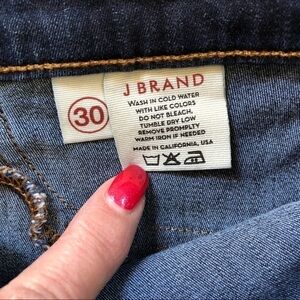 30
J BRAND
WASH IN COLD WATER
WITH LIKE COLORS
DO NOT BLEACH,
TUMBLE DRY LOW
REMOVE PROMPTLY
WARM IRON IF NEEDED
MADE IN CALIFORNIA, USA